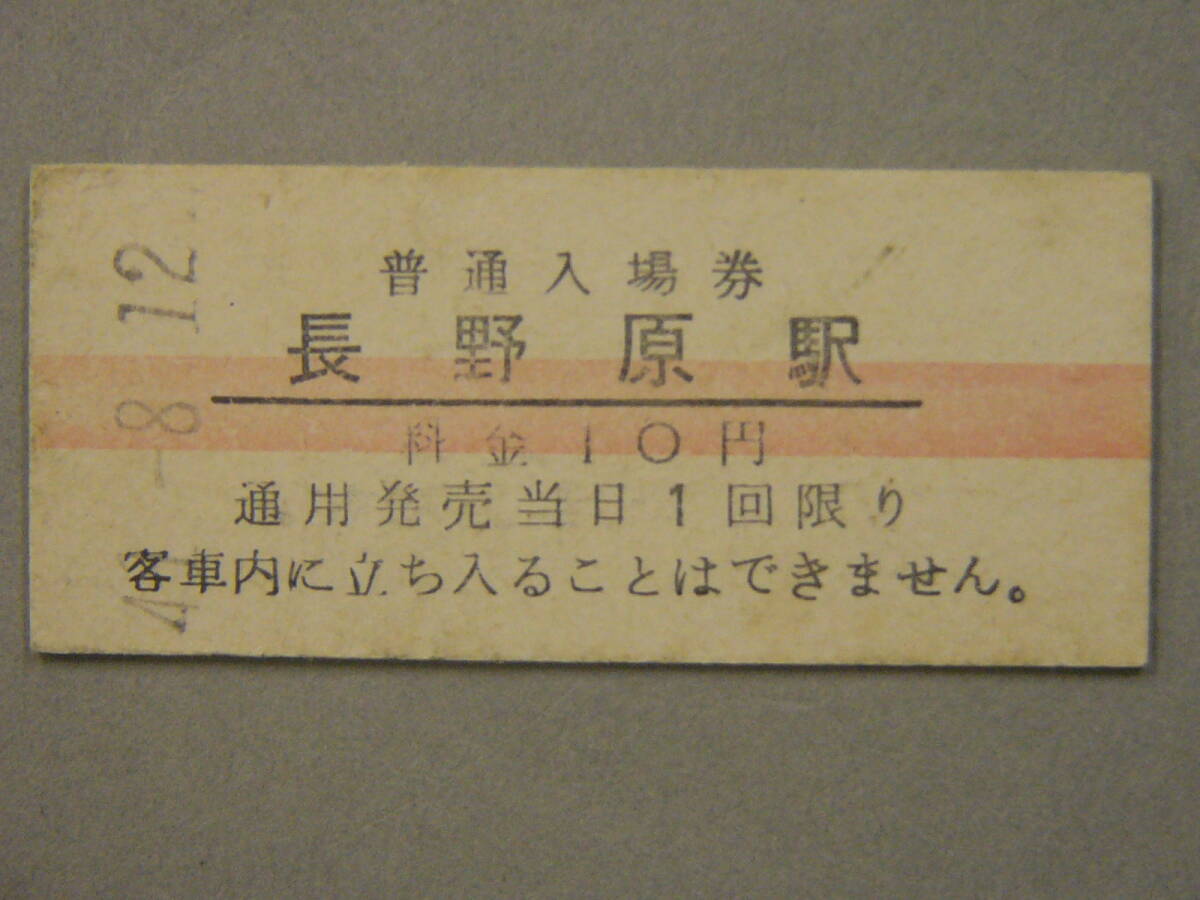 普通入場券
長野原駅
料金10円
通用発売当日1回限り
客車内に立ち入ることはできません。
-8.12.